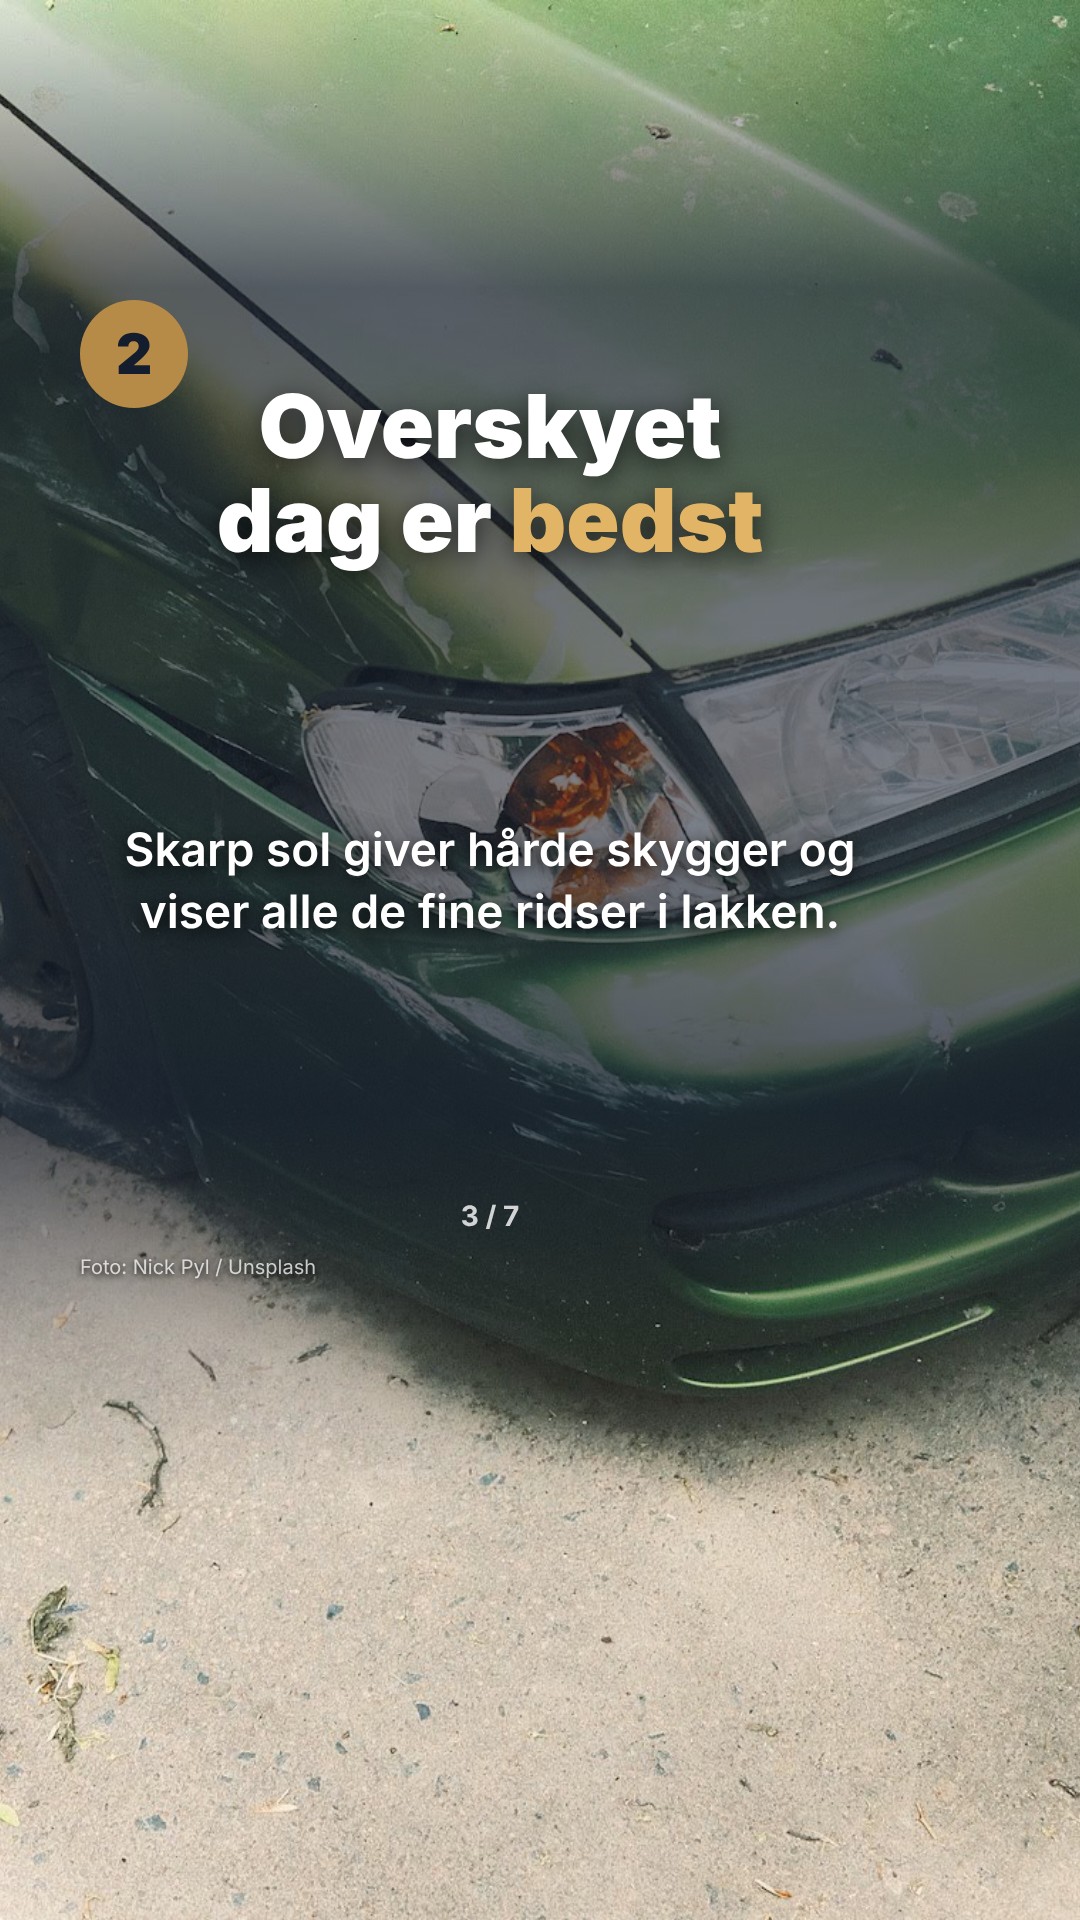 2
Overskyet
dag er bedst
Skarp sol giver hårde skygger og
viser alle de fine ridser i lakken.
3 / 7
Foto: Nick Pyl / Unsplash